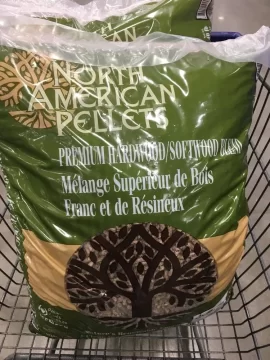 NORTH
AMERICAN
PELLETS
PREMIUM HARDWOOD/SOFTWOOD BLEND
Mélange Supérieur de Bois
Franc et de Résineux